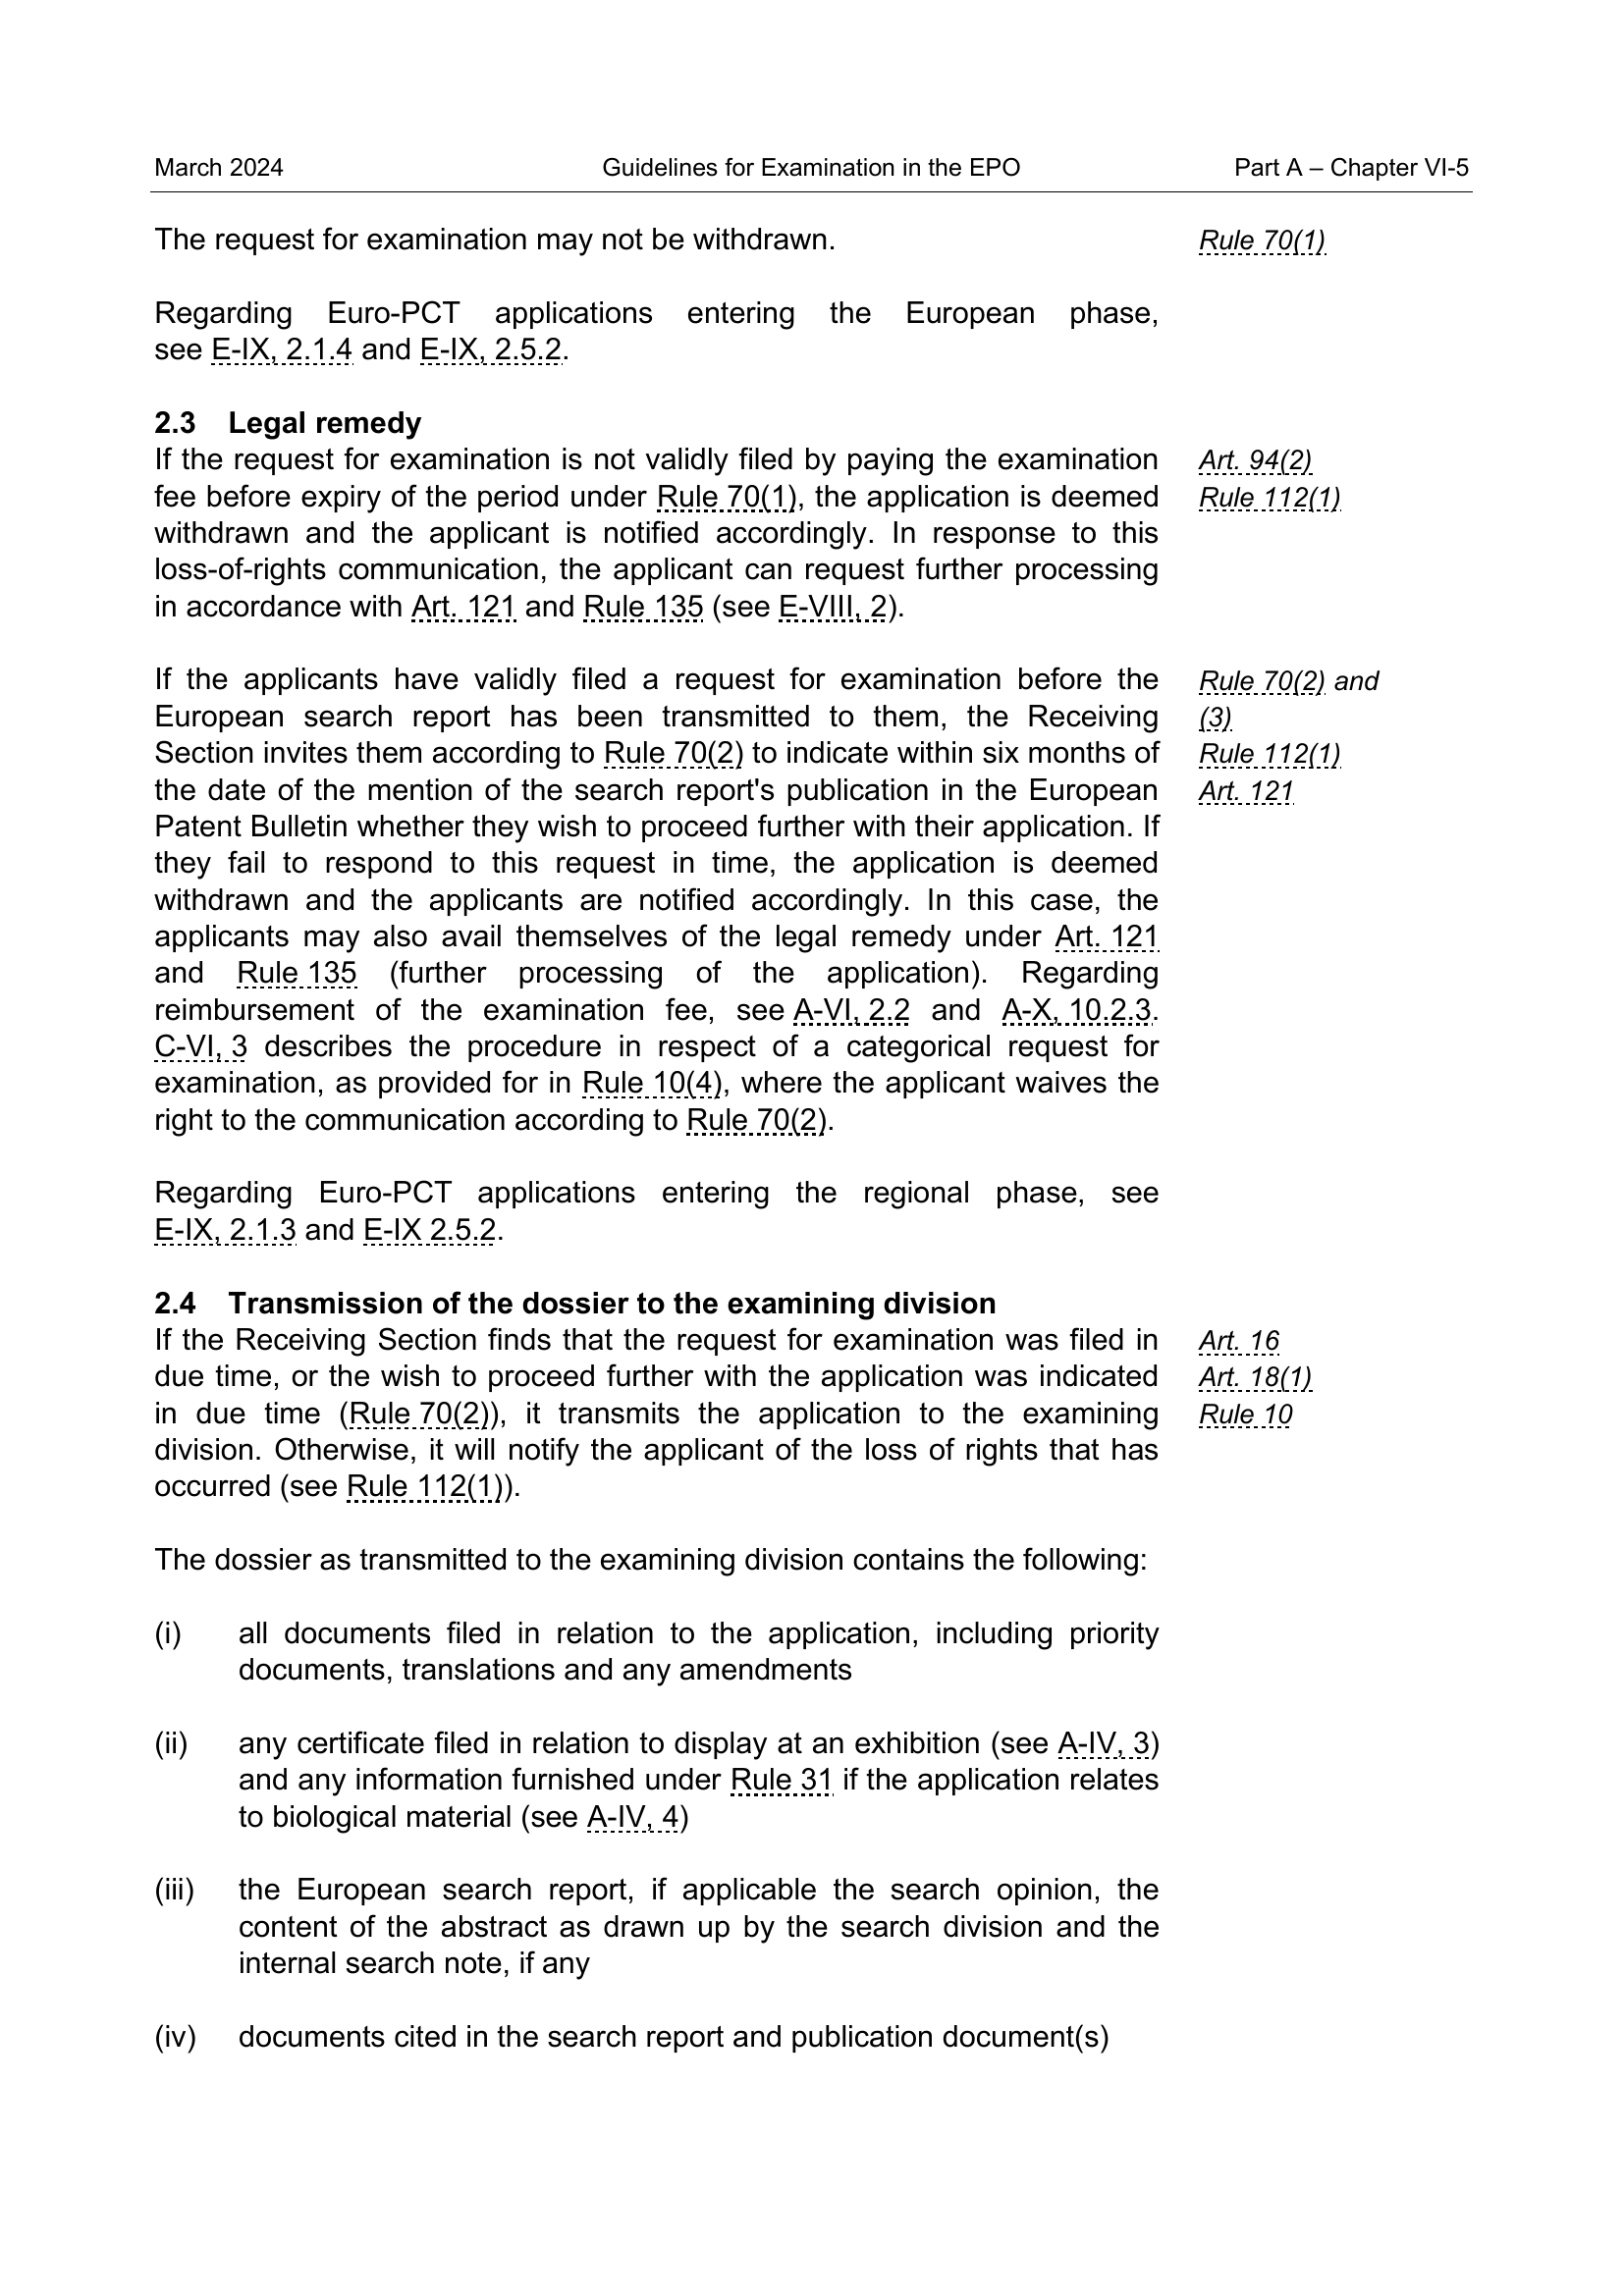 March 2024 Guidelines for Examination in the EPO Part A – Chapter VI-5
The request for examination may not be withdrawn. Rule 70(1)
Regarding Euro-PCT applications entering the European phase,
see E-IX, 2.1.4 and E-IX, 2.5.2.
2.3 Legal remedy
If the request for examination is not validly filed by paying the examination Art. 94(2)
fee before expiry of the period under Rule 70(1), the application is deemed Rule 112(1)
withdrawn and the applicant is notified accordingly. In response to this
loss-of-rights communication, the applicant can request further processing
in accordance with Art. 121 and Rule 135 (see E-VIII, 2).
If the applicants have validly filed a request for examination before the Rule 70(2) and
European search report has been transmitted to them, the Receiving (3)
Section invites them according to Rule 70(2) to indicate within six months of Rule 112(1)
the date of the mention of the search report's publication in the European Art. 121
Patent Bulletin whether they wish to proceed further with their application. If
they fail to respond to this request in time, the application is deemed
withdrawn and the applicants are notified accordingly. In this case, the
applicants may also avail themselves of the legal remedy under Art. 121
and Rule 135 (further processing of the application). Regarding
reimbursement of the examination fee, see A-VI, 2.2 and A-X, 10.2.3.
C-VI, 3 describes the procedure in respect of a categorical request for
examination, as provided for in Rule 10(4), where the applicant waives the
right to the communication according to Rule 70(2).
Regarding Euro-PCT applications entering the regional phase, see
E-IX, 2.1.3 and E-IX 2.5.2.
2.4 Transmission of the dossier to the examining division
If the Receiving Section finds that the request for examination was filed in Art. 16
due time, or the wish to proceed further with the application was indicated Art. 18(1)
in due time (Rule 70(2)), it transmits the application to the examining Rule 10
division. Otherwise, it will notify the applicant of the loss of rights that has
occurred (see Rule 112(1)).
The dossier as transmitted to the examining division contains the following:
(i) all documents filed in relation to the application, including priority
documents, translations and any amendments
(ii) any certificate filed in relation to display at an exhibition (see A-IV, 3)
and any information furnished under Rule 31 if the application relates
to biological material (see A-IV, 4)
(iii) the European search report, if applicable the search opinion, the
content of the abstract as drawn up by the search division and the
internal search note, if any
(iv) documents cited in the search report and publication document(s)